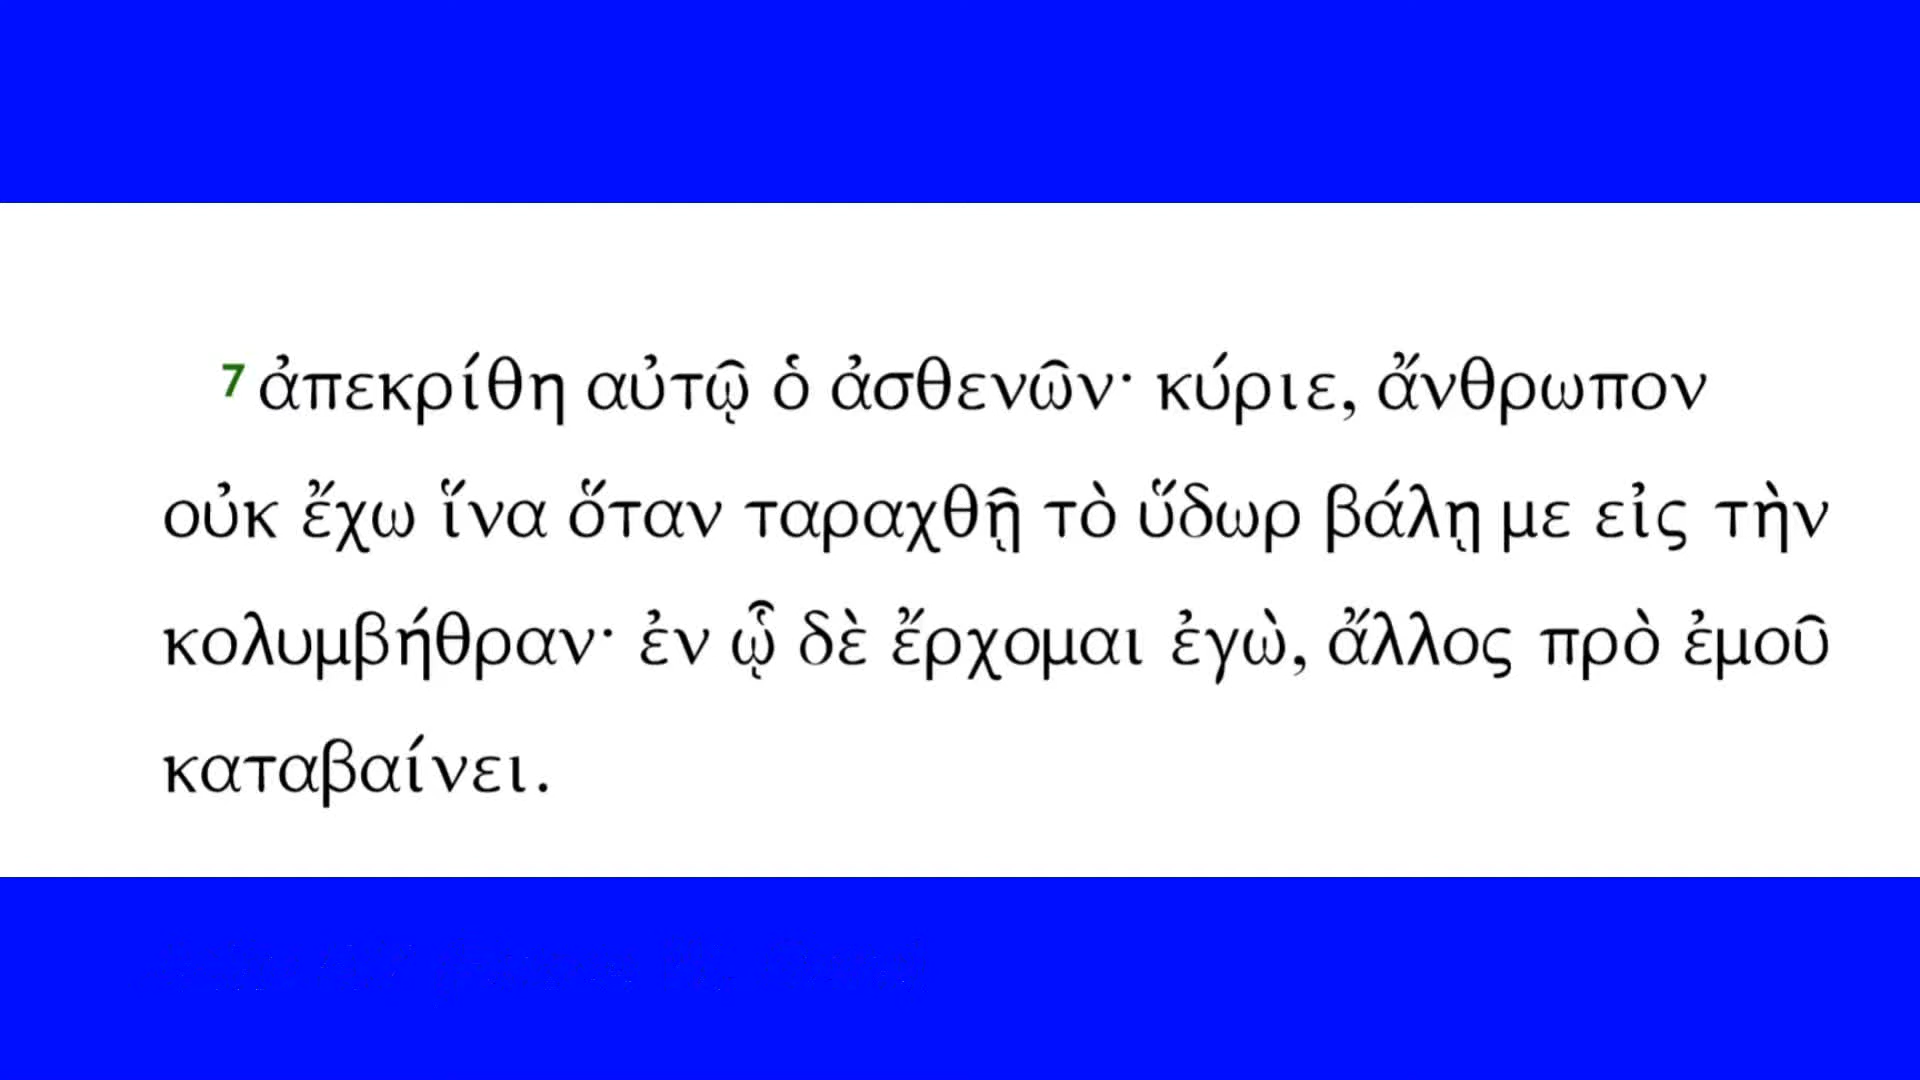 7 ἀπεκρίθη αὐτῷ ὁ ἀσθενῶν· κύριε, ἄνθρωπον
οὐκ ἔχω ἵνα ὅταν ταραχθῇ τὸ ὕδωρ βάλῃ με εἰς τὴν
κολυμβήθραν· ἐν ᾧ δὲ ἔρχομαι ἐγὼ, ἄλλος πρὸ ἐμοῦ
καταβαίνει.